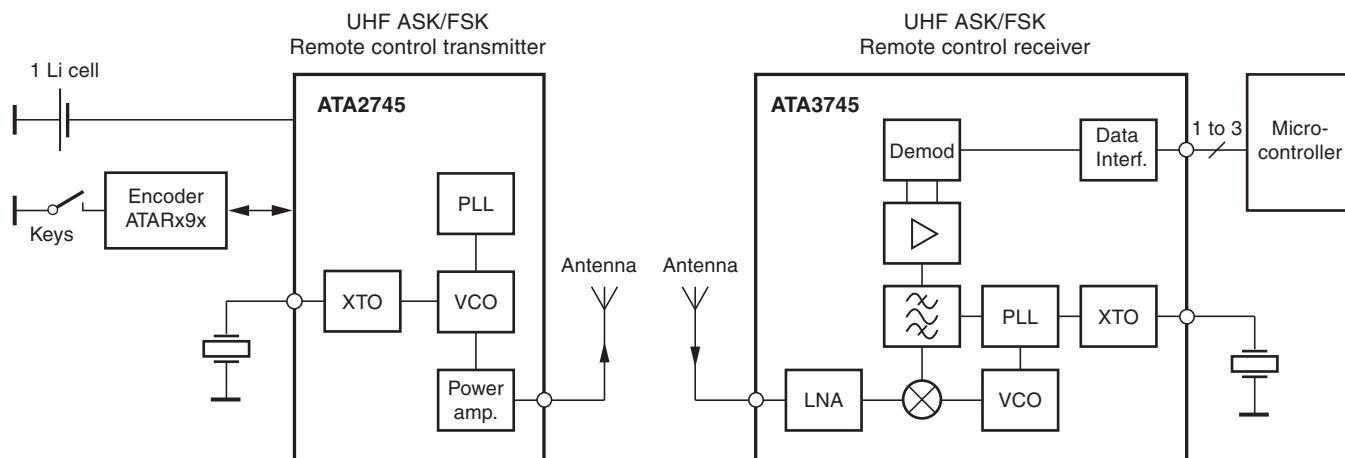 UHF ASK/FSK
Remote control transmitter
1 Li cell
ATA2745
Encoder
ATARx9x
Keys
PLL
XTO
VCO
Power
amp.
Antenna
Antenna
UHF ASK/FSK
Remote control receiver
ATA3745
Demod
Data
Interf.
1 to 3
Micro-
controller
PLL
XTO
LNA
VCO